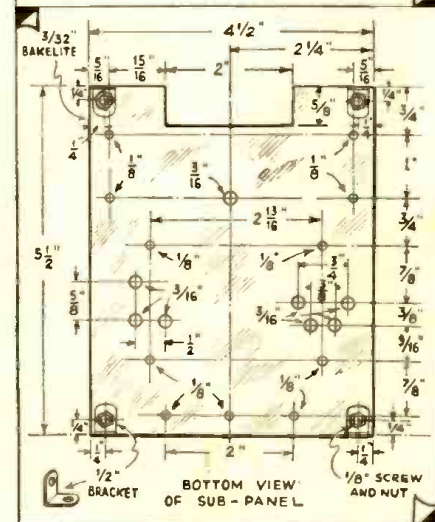 4 1/2"
3/32" BAKELITE
2 1/4"
5/16" 15/16" 2" 5/16"
1/4" 5/8" 1/4" 3/4"
1/4 1/4
1/8" 1/8" 1"
3/16"
2 13/16"
3/4"
5 1/2"
1/8" 1/8" 3/4"
7/8"
5/8" 3/16" 3/8"
3/16" 3/8"
1/2" 9/16"
1/8" 1/8" 7/8"
1/4" 1/4"
1/4 2" 1/4
1/2" BRACKET
BOTTOM VIEW OF SUB-PANEL
1/8" SCREW AND NUT